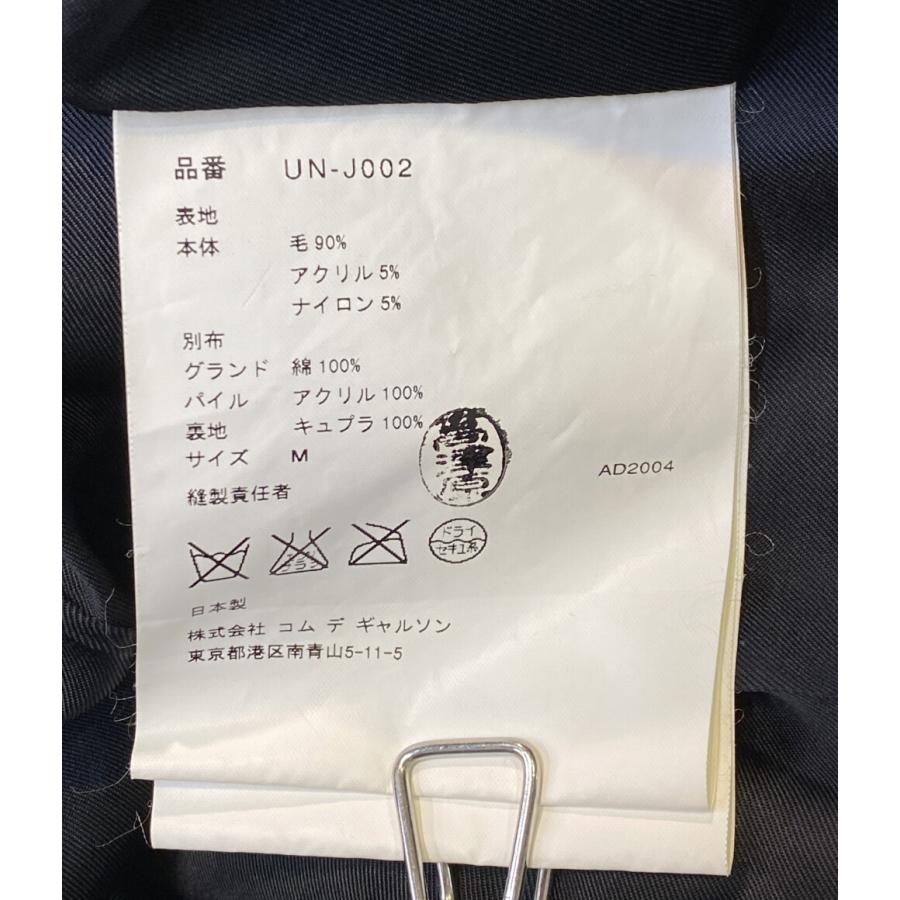 品番 UN-J002
表地
本体 毛 90%
アクリル 5%
ナイロン 5%
別布
グランド 綿 100%
パイル アクリル 100%
裏地 キュプラ 100%
サイズ M
AD2004
縫製責任者
ドライ
セキユ系
日本製
株式会社 コム デ ギャルソン
東京都港区南青山5-11-5